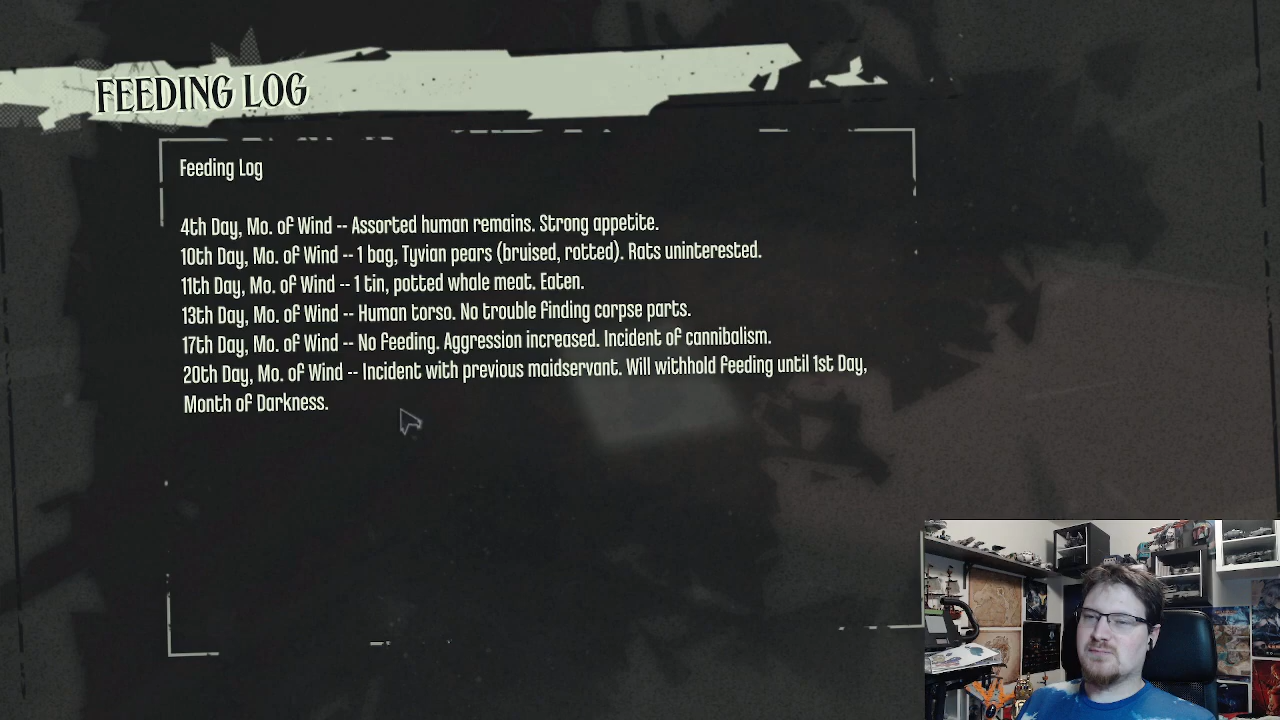 FEEDING LOG
Feeding Log
4th Day, Mo. of Wind -- Assorted human remains. Strong appetite.
10th Day, Mo. of Wind -- 1 bag, Tyvian pears (bruised, rotted). Rats uninterested.
11th Day, Mo. of Wind -- 1 tin, potted whale meat. Eaten.
13th Day, Mo. of Wind -- Human torso. No trouble finding corpse parts.
17th Day, Mo. of Wind -- No feeding. Aggression increased. Incident of cannibalism.
20th Day, Mo. of Wind -- Incident with previous maidservant. Will withhold feeding until 1st Day,
Month of Darkness.